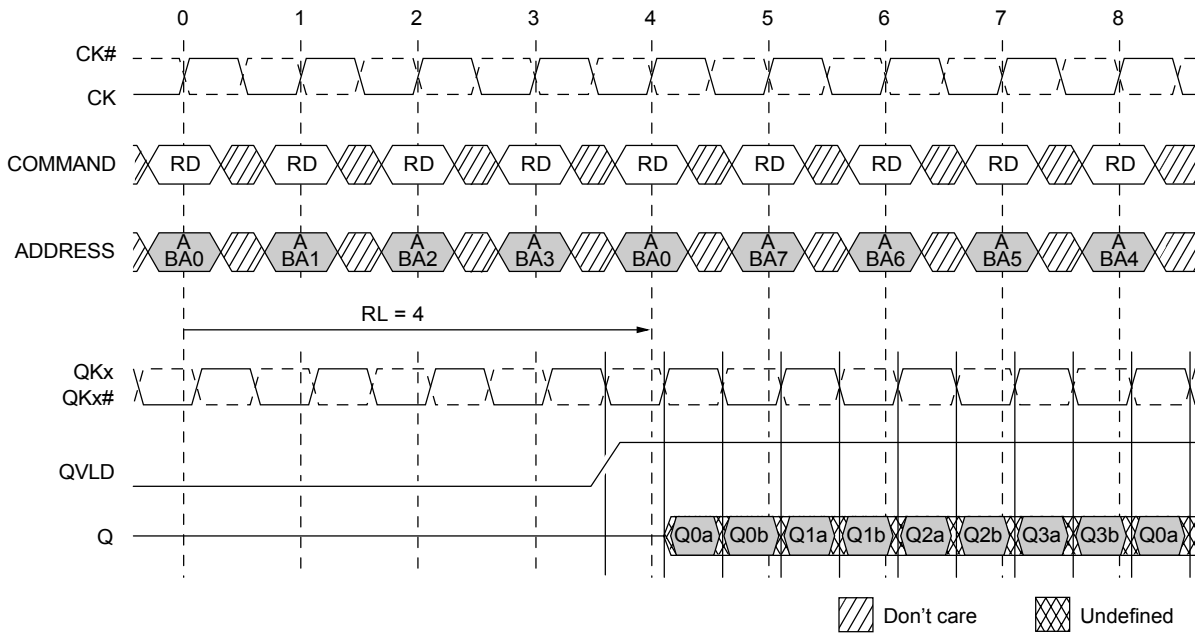 0 1 2 3 4 5 6 7 8
CK#
CK
COMMAND RD RD RD RD RD RD RD RD RD
ADDRESS A A A A A A A A A
BA0 BA1 BA2 BA3 BA0 BA7 BA6 BA5 BA4
RL = 4
QKx
QKx#
QVLD
Q Q0a Q0b Q1a Q1b Q2a Q2b Q3a Q3b Q0a
Don't care Undefined